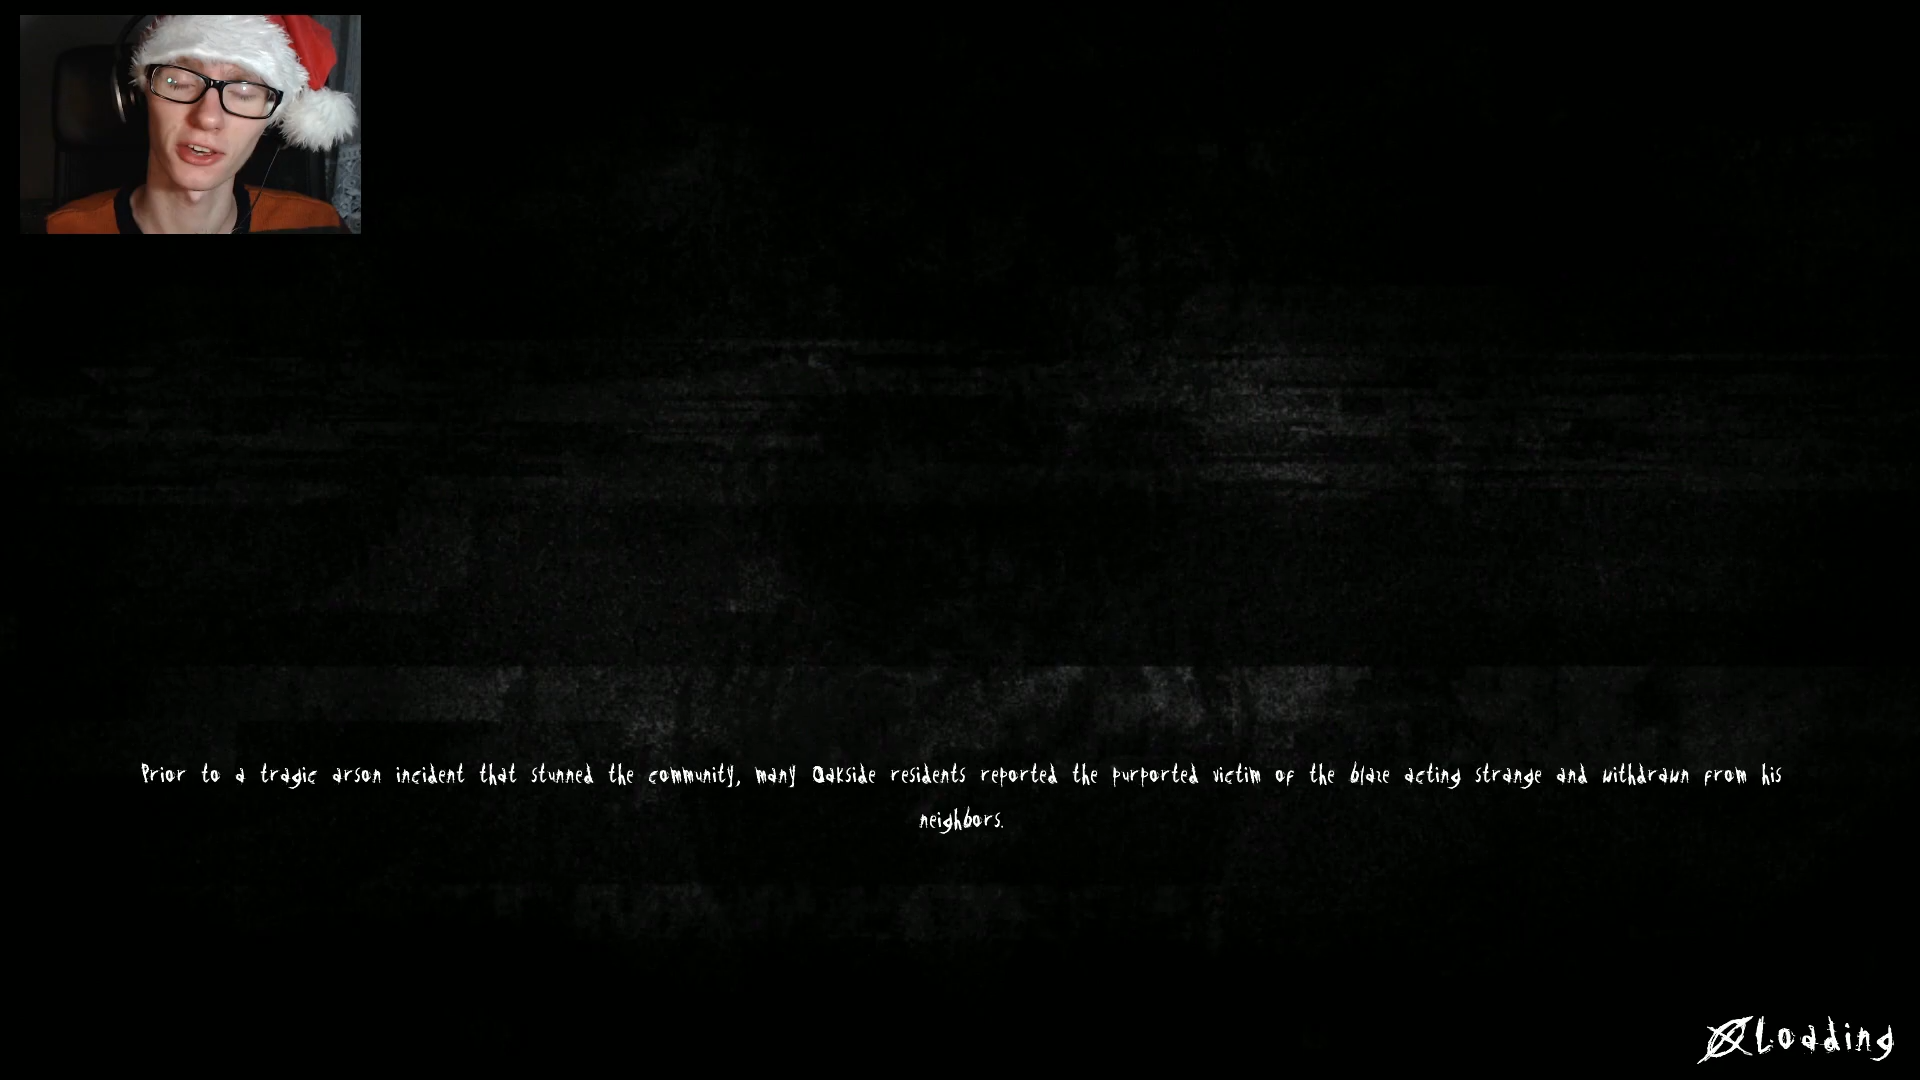 Prior to a tragic arson incident that stunned the community, many Oakside residents reported the purported victim of the blaze acting strange and withdrawn from his
neighbors.
Loading